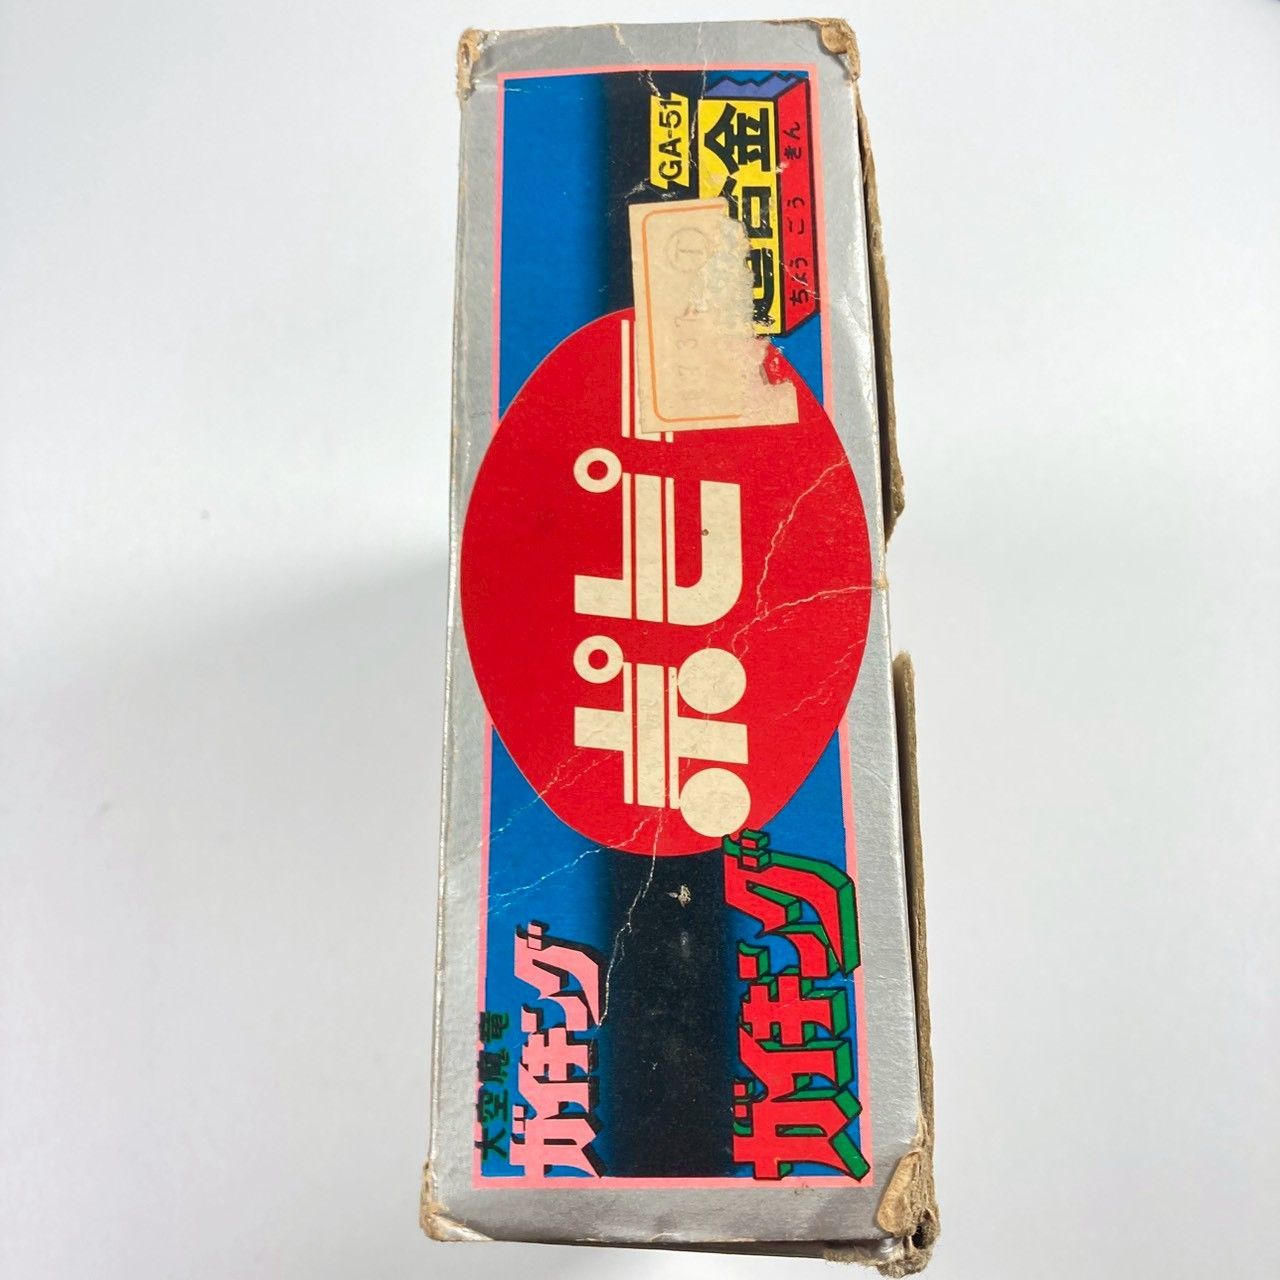 大空魔竜
ガイキング
ポピー
GA-51
超合金
ちょうごうきん
ガイキング